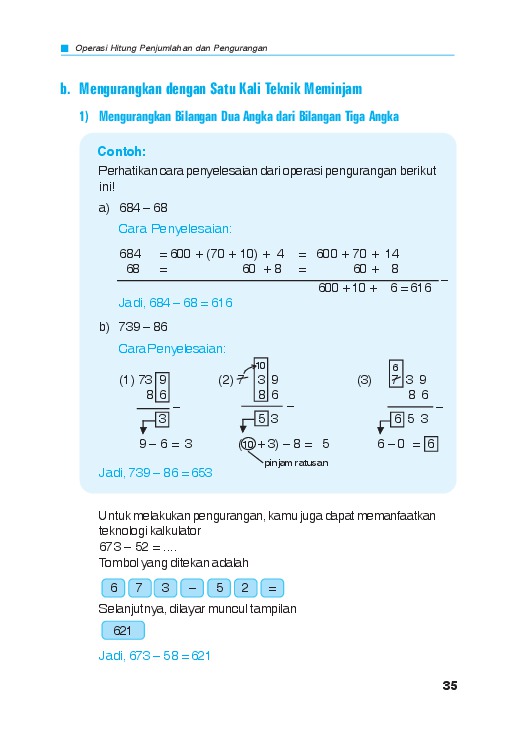 Operasi Hitung Penjumlahan dan Pengurangan
b. Mengurangkan dengan Satu Kali Teknik Meminjam
1) Mengurangkan Bilangan Dua Angka dari Bilangan Tiga Angka
Contoh:
Perhatikan cara penyelesaian dari operasi pengurangan berikut
ini!
a) 684 – 68
Cara Penyelesaian:
684 = 600 + (70 + 10) + 4 = 600 + 70 + 14
68 = 60 + 8 = 60 + 8
600 + 10 + 6 = 616 –
Jadi, 684 – 68 = 616
b) 739 – 86
Cara Penyelesaian:
10 6
(1) 73 9 (2) 7 3 9 (3) 7 3 9
8 6 8 6 8 6
– – –
3 5 3 6 5 3
9 – 6 = 3 (10 + 3) – 8 = 5 6 – 0 = 6
pinjam ratusan
Jadi, 739 – 86 = 653
Untuk melakukan pengurangan, kamu juga dapat memanfaatkan
teknologi kalkulator
673 – 52 = ....
Tombol yang ditekan adalah
6 7 3 – 5 2 =
Selanjutnya, dilayar muncul tampilan
621
Jadi, 673 – 58 = 621
35